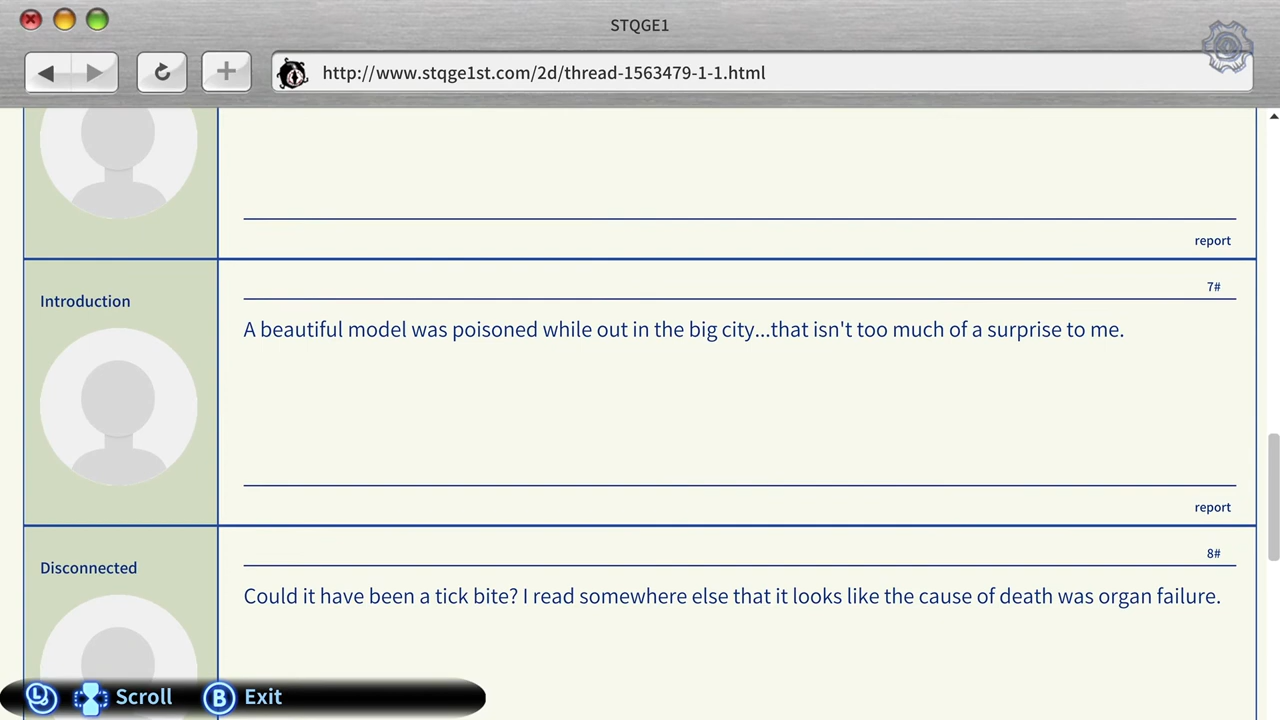 STQGE1
http://www.stqge1st.com/2d/thread-1563479-1-1.html
report
7#
Introduction
A beautiful model was poisoned while out in the big city...that isn't too much of a surprise to me.
report
8#
Disconnected
Could it have been a tick bite? I read somewhere else that it looks like the cause of death was organ failure.
L Scroll B Exit